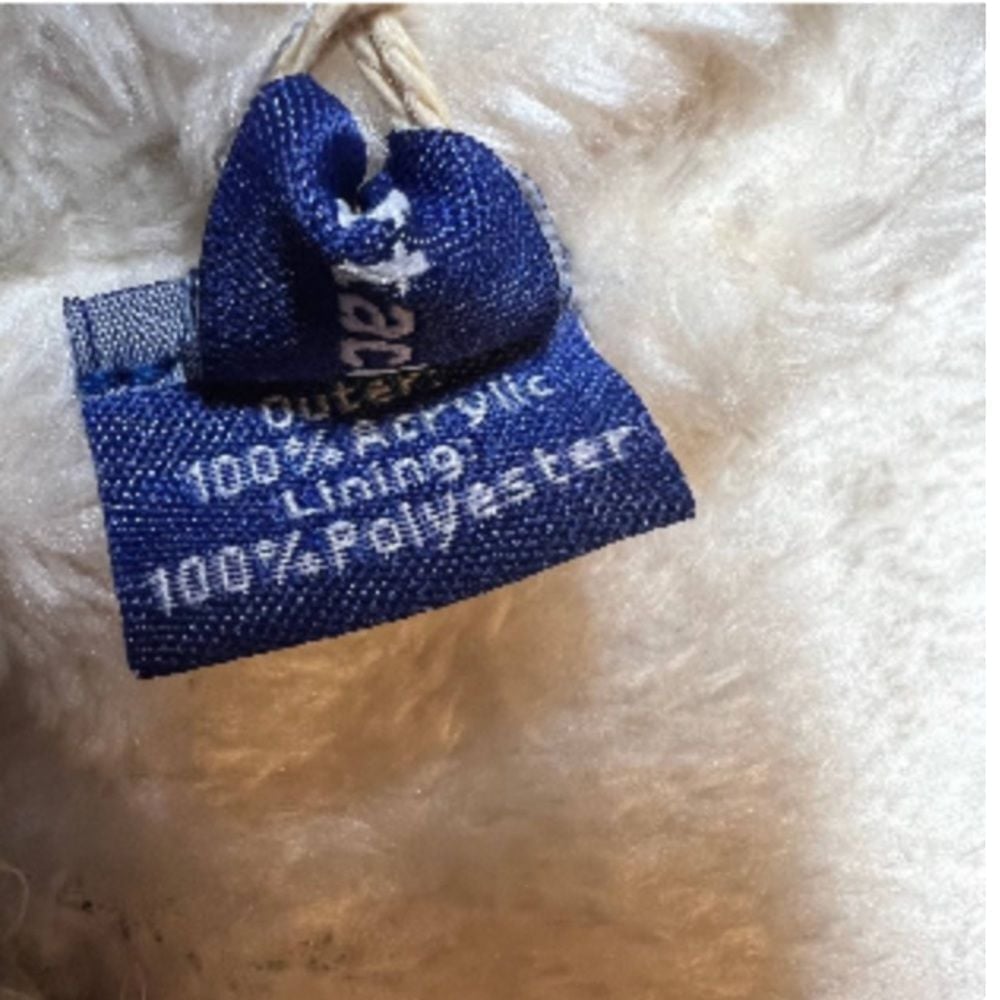 Outer:
100% Acrylic
Lining:
100%Polyester